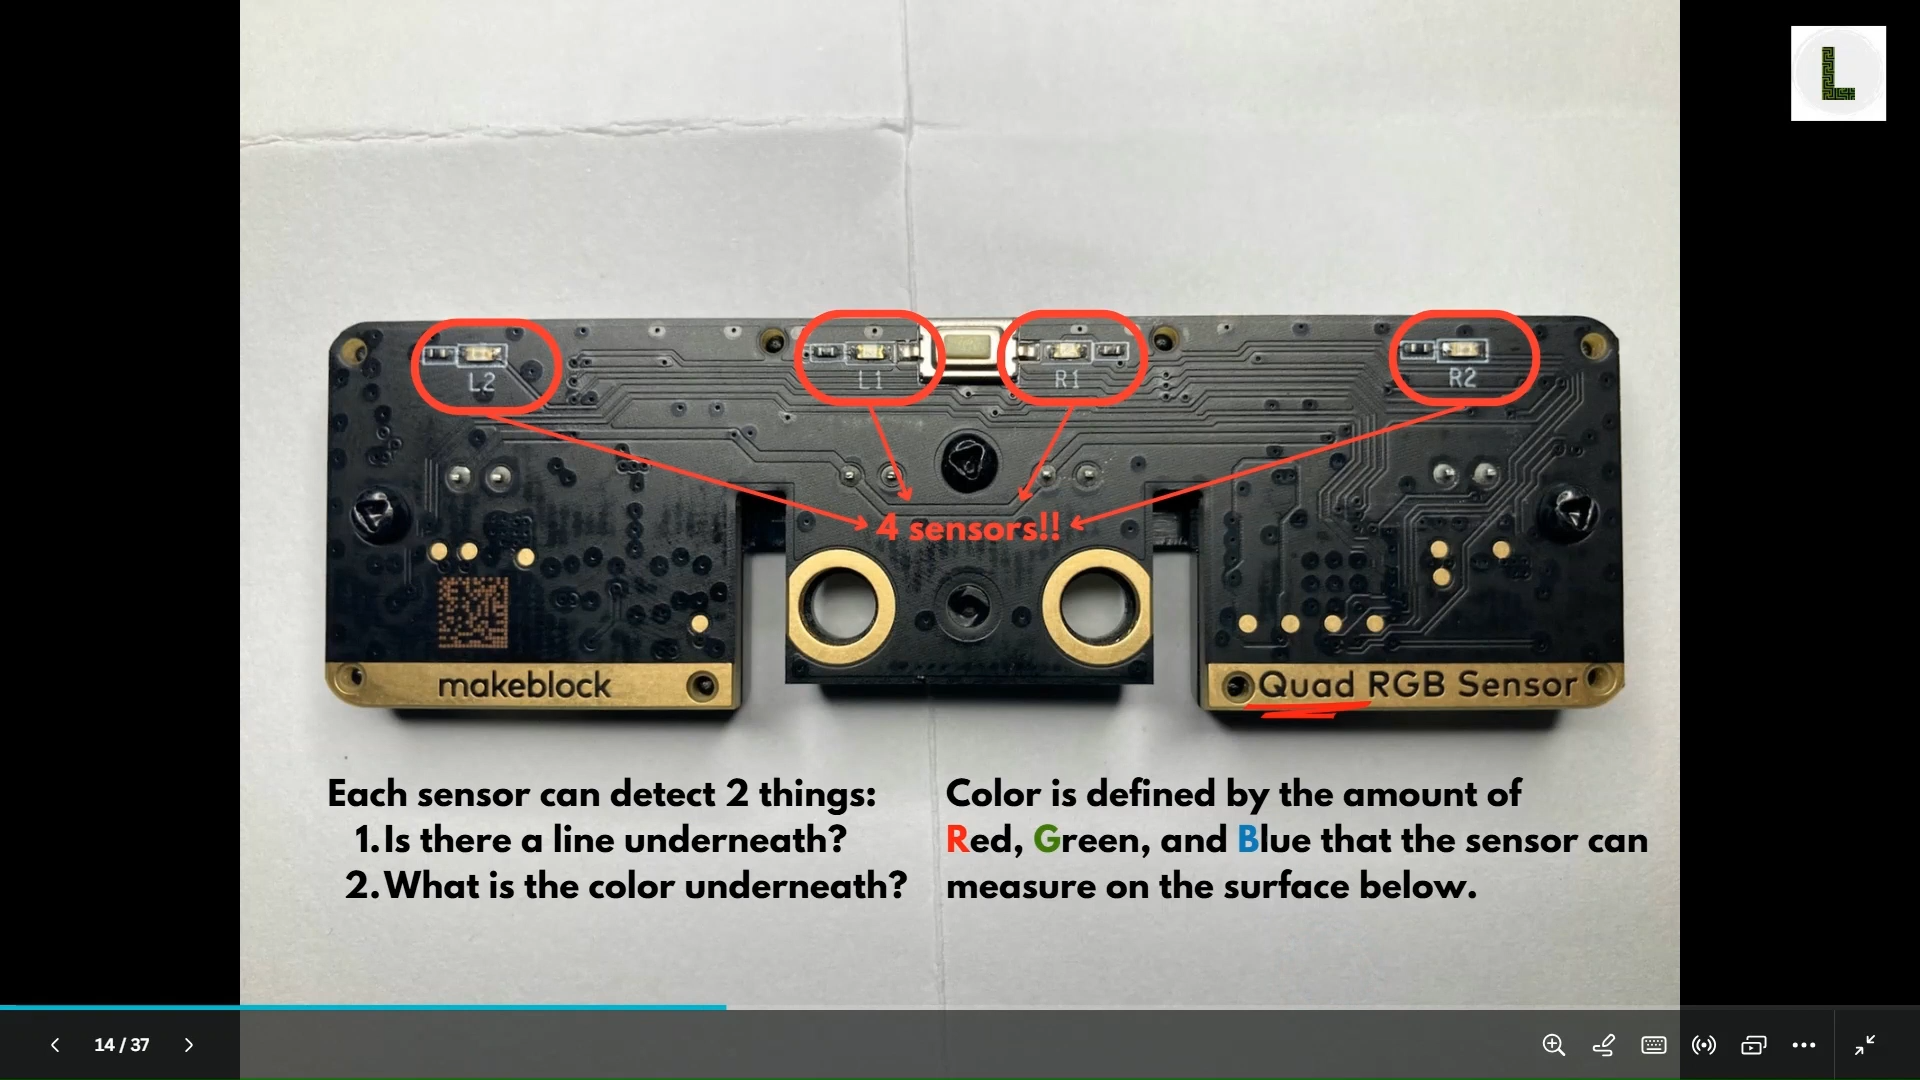 L
L2
L1
R1
R2
4 sensors!!
makeblock
Quad RGB Sensor
Each sensor can detect 2 things:
1. Is there a line underneath?
2. What is the color underneath?
Color is defined by the amount of
Red, Green, and Blue that the sensor can
measure on the surface below.
14 / 37